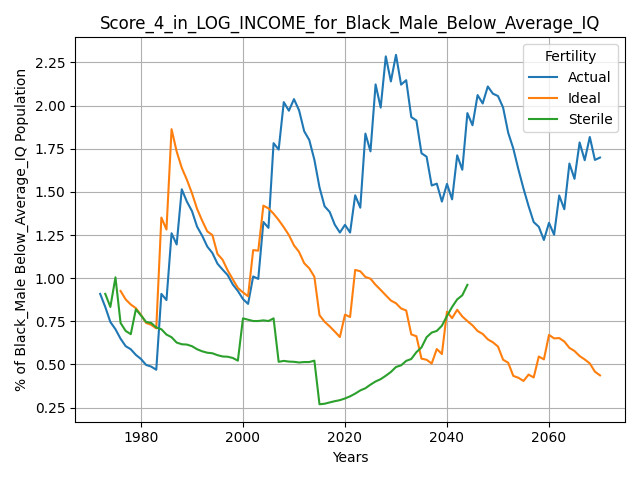 Score_4_in_LOG_INCOME_for_Black_Male_Below_Average_IQ
% of Black_Male Below_Average_IQ Population
2.25
2.00
1.75
1.50
1.25
1.00
0.75
0.50
0.25
Fertility
Actual
Ideal
Sterile
1980
2000
2020
2040
2060
Years